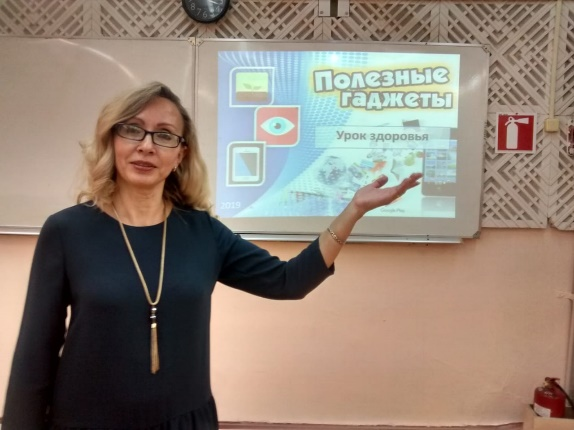 Полезные
гаджеты
Урок здоровья
2019